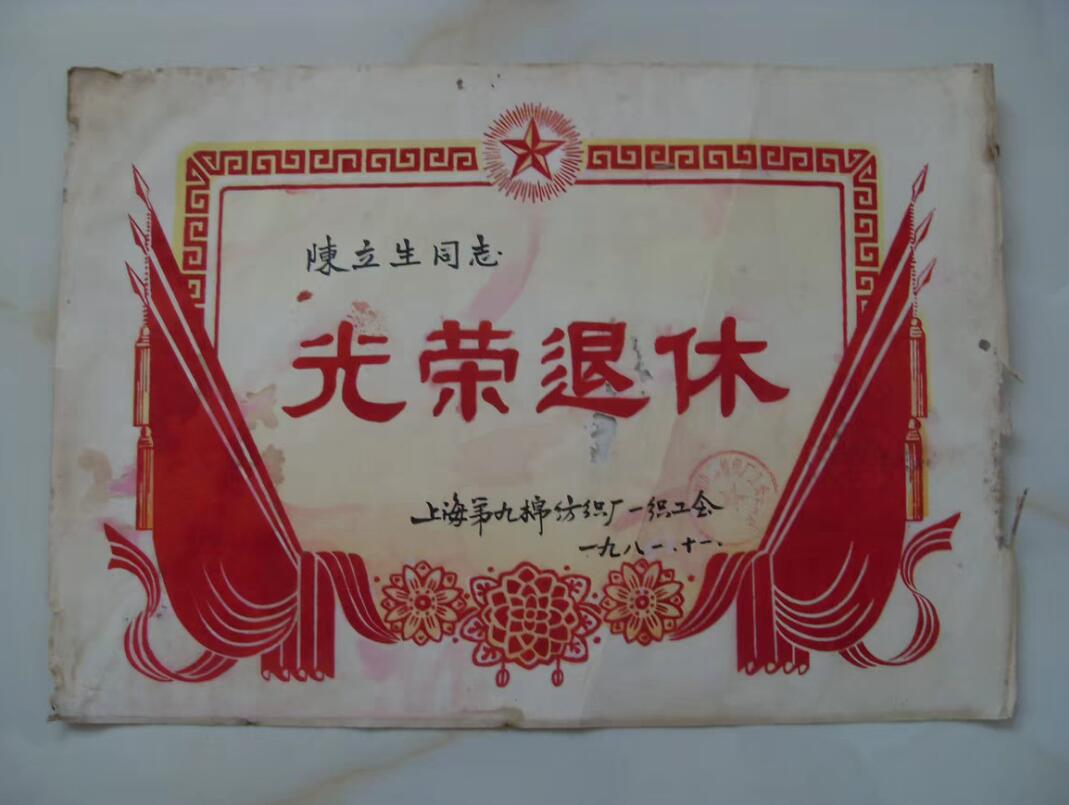 陳立生同志
光荣退休
上海第九棉纺织厂一织工会
一九八一.十一.